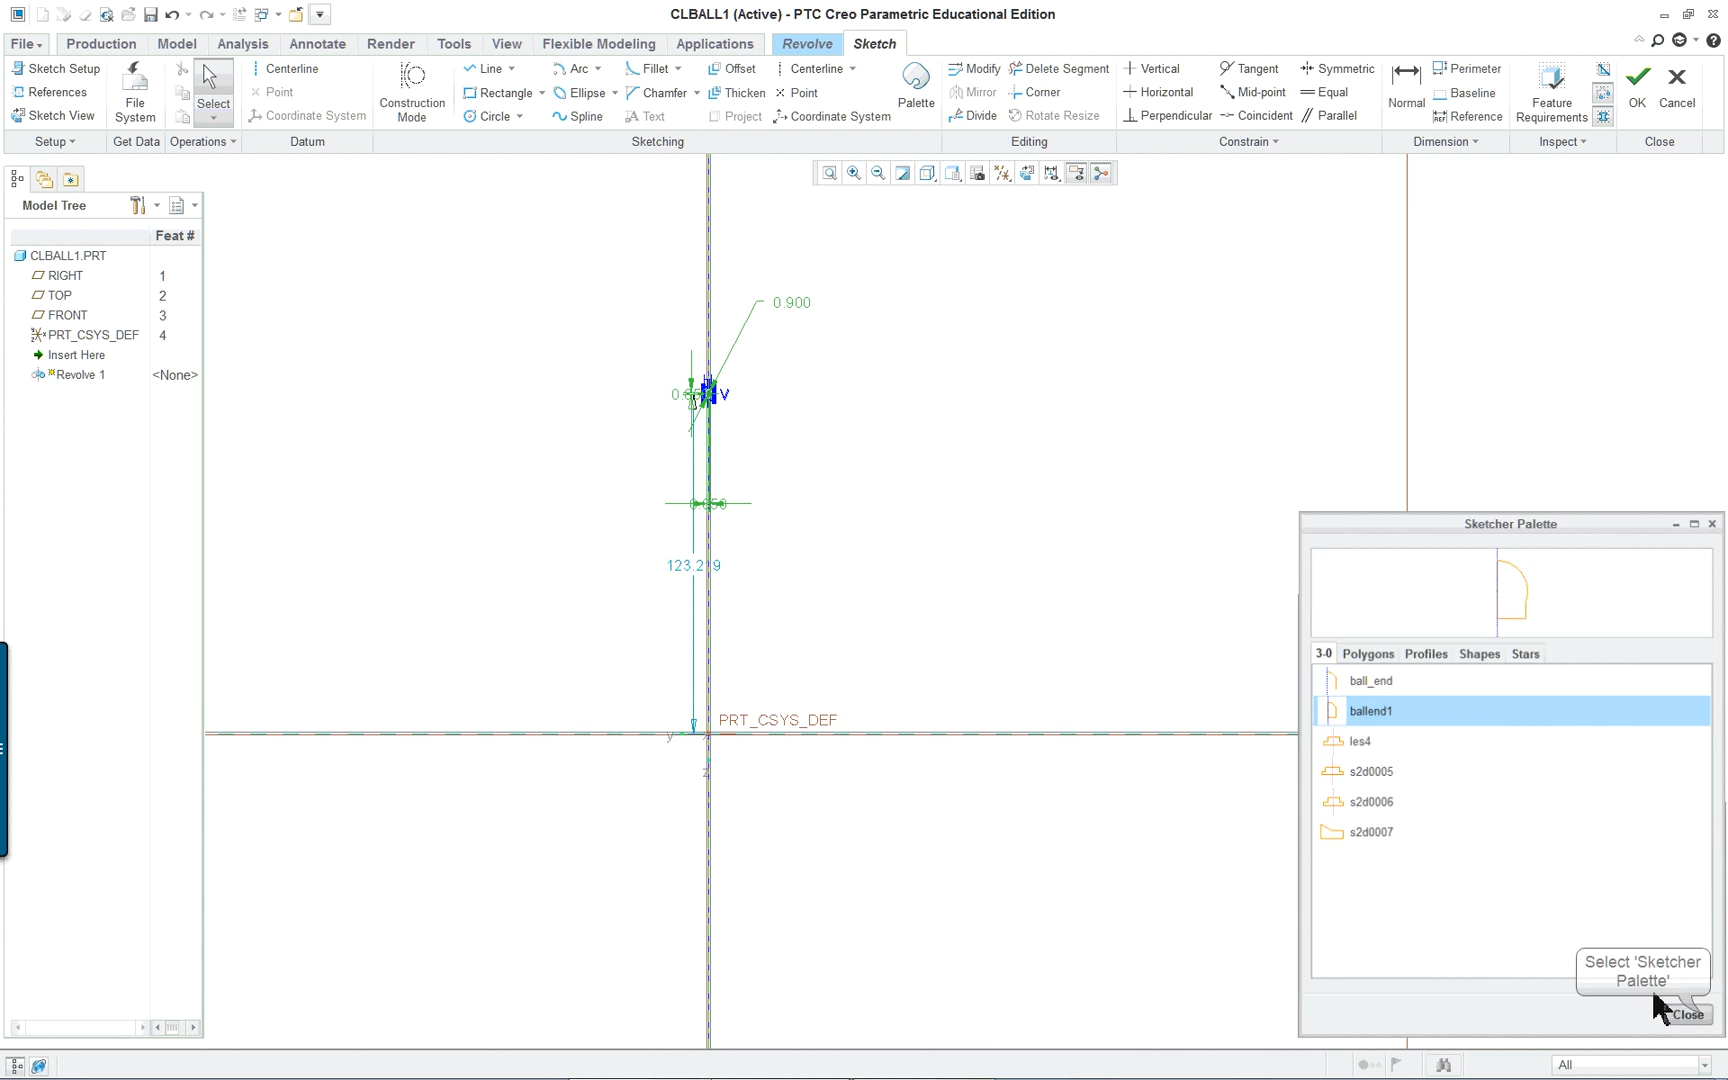 CLBALL1 (Active) - PTC Creo Parametric Educational Edition
File Production Model Analysis Annotate Render Tools View Flexible Modeling Applications Revolve Sketch
Sketch Setup
References
Sketch View
Setup
File System
Get Data
Select
Operations
Centerline
Point
Coordinate System
Datum
Construction Mode
Line Arc Fillet Offset Centerline
Rectangle Ellipse Chamfer Thicken Point
Circle Spline Text Project Coordinate System
Palette
Sketching
Modify Delete Segment
Mirror Corner
Divide Rotate Resize
Editing
Vertical Tangent Symmetric
Horizontal Mid-point Equal
Perpendicular Coincident Parallel
Constrain
Normal
Perimeter
Baseline
Reference
Dimension
Feature Requirements
Inspect
OK Cancel
Close
Model Tree
Feat #
CLBALL1.PRT
RIGHT 1
TOP 2
FRONT 3
PRT_CSYS_DEF 4
Insert Here
Revolve 1 <None>
0.900
V
PRT_CSYS_DEF
y
z
Sketcher Palette
3-0 Polygons Profiles Shapes Stars
ball_end
ballend1
les4
s2d0005
s2d0006
s2d0007
Select 'Sketcher
Palette'
Close
All